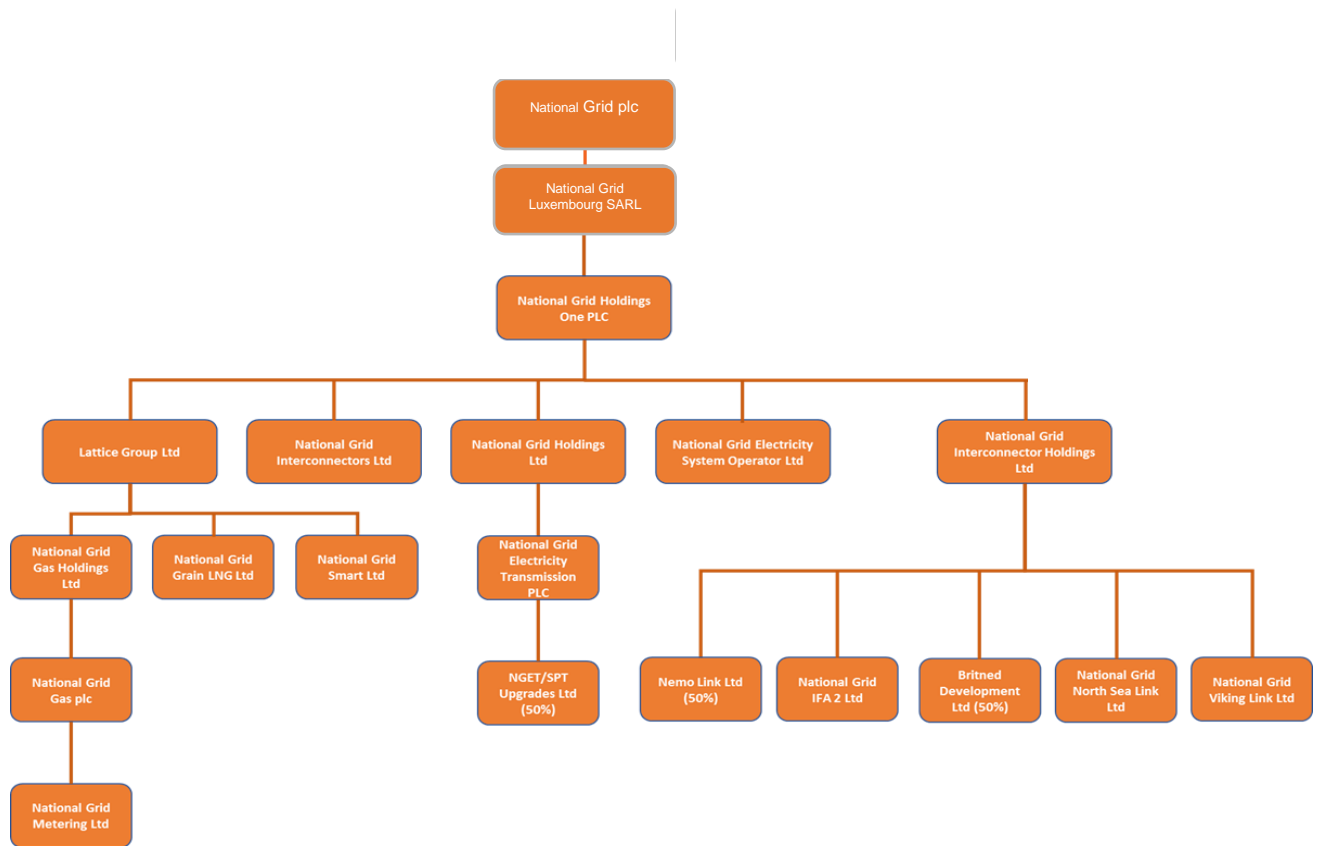 National Grid plc
National Grid
Luxembourg SARL
National Grid Holdings
One PLC
Lattice Group Ltd
National Grid
Interconnectors Ltd
National Grid Holdings
Ltd
National Grid Electricity
System Operator Ltd
National Grid
Interconnector Holdings
Ltd
National Grid
Gas Holdings
Ltd
National Grid
Grain LNG Ltd
National Grid
Smart Ltd
National Grid
Electricity
Transmission
PLC
National Grid
Gas plc
NGET/SPT
Upgrades Ltd
(50%)
Nemo Link Ltd
(50%)
National Grid
IFA 2 Ltd
Britned
Development
Ltd (50%)
National Grid
North Sea Link
Ltd
National Grid
Viking Link Ltd
National Grid
Metering Ltd